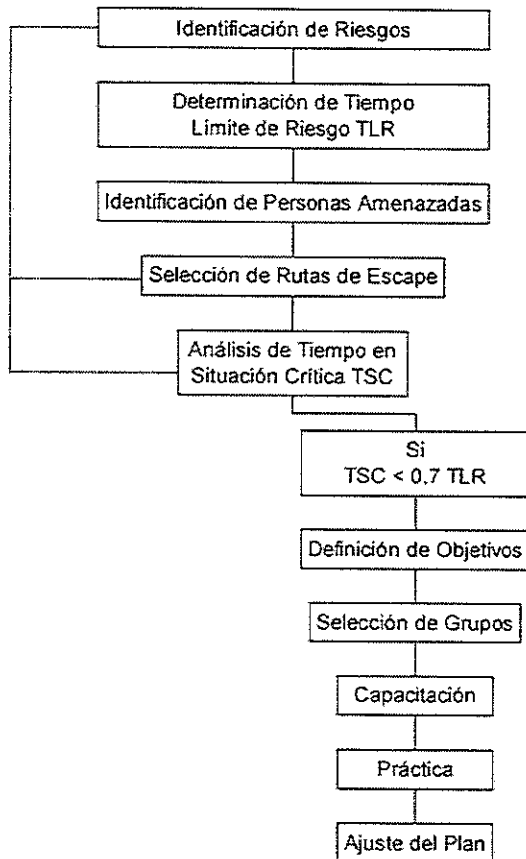 Identificación de Riesgos
Determinación de Tiempo
Límite de Riesgo TLR
Identificación de Personas Amenazadas
Selección de Rutas de Escape
Análisis de Tiempo en
Situación Crítica TSC
Si
TSC < 0,7 TLR
Definición de Objetivos
Selección de Grupos
Capacitación
Práctica
Ajuste del Plan